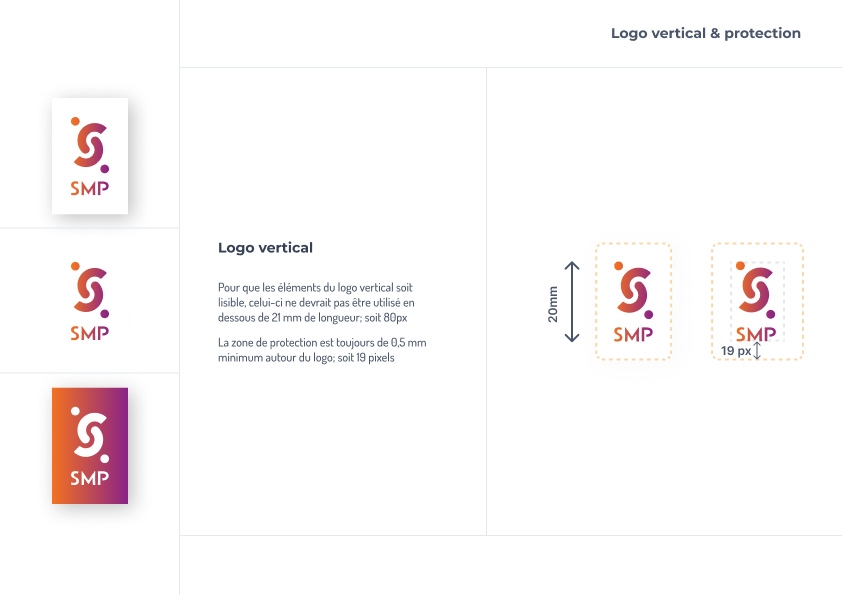 Logo vertical & protection
SMP
SMP
SMP
Logo vertical
Pour que les éléments du logo vertical soit
lisible, celui-ci ne devrait pas être utilisé en
dessous de 21 mm de longueur; soit 80px
La zone de protection est toujours de 0,5 mm
minimum autour du logo; soit 19 pixels
20mm
SMP
SMP
19 px